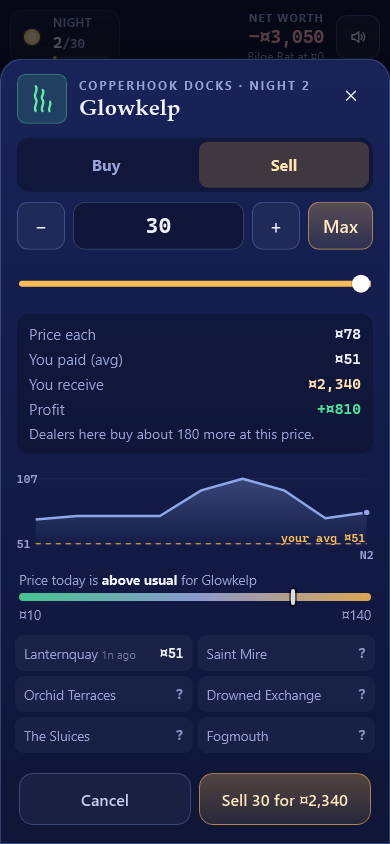 NIGHT
2/30
NET WORTH
−¤3,050
Bilge Rat at ¤0
COPPERHOOK DOCKS · NIGHT 2
Glowkelp
Buy
Sell
−
30
+
Max
Price each ¤78
You paid (avg) ¤51
You receive ¤2,340
Profit +¤810
Dealers here buy about 180 more at this price.
107
your avg ¤51
51
N2
Price today is above usual for Glowkelp
¤10 ¤140
Lanternquay 1n ago ¤51
Saint Mire ?
Orchid Terraces ?
Drowned Exchange ?
The Sluices ?
Fogmouth ?
Cancel
Sell 30 for ¤2,340